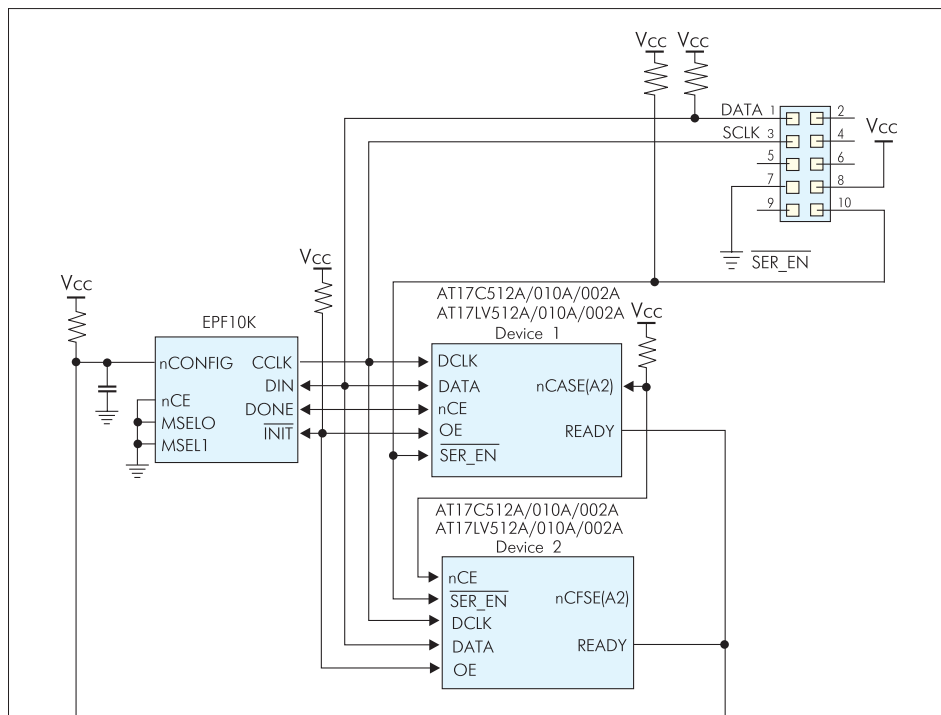 Vcc Vcc
DATA 1 2
SCLK 3 4
Vcc
5 6
7 8
9 10
SER_EN
Vcc
Vcc
AT17C512A/010A/002A
AT17LV512A/010A/002A
Vcc
Device 1
EPF10K
nCONFIG CCLK
DIN
nCE
DONE
MSELO
INIT
MSEL1
DCLK
DATA nCASE(A2)
nCE
OE READY
SER_EN
AT17C512A/010A/002A
AT17LV512A/010A/002A
Device 2
nCE
SER_EN nCFSE(A2)
DCLK
DATA READY
OE